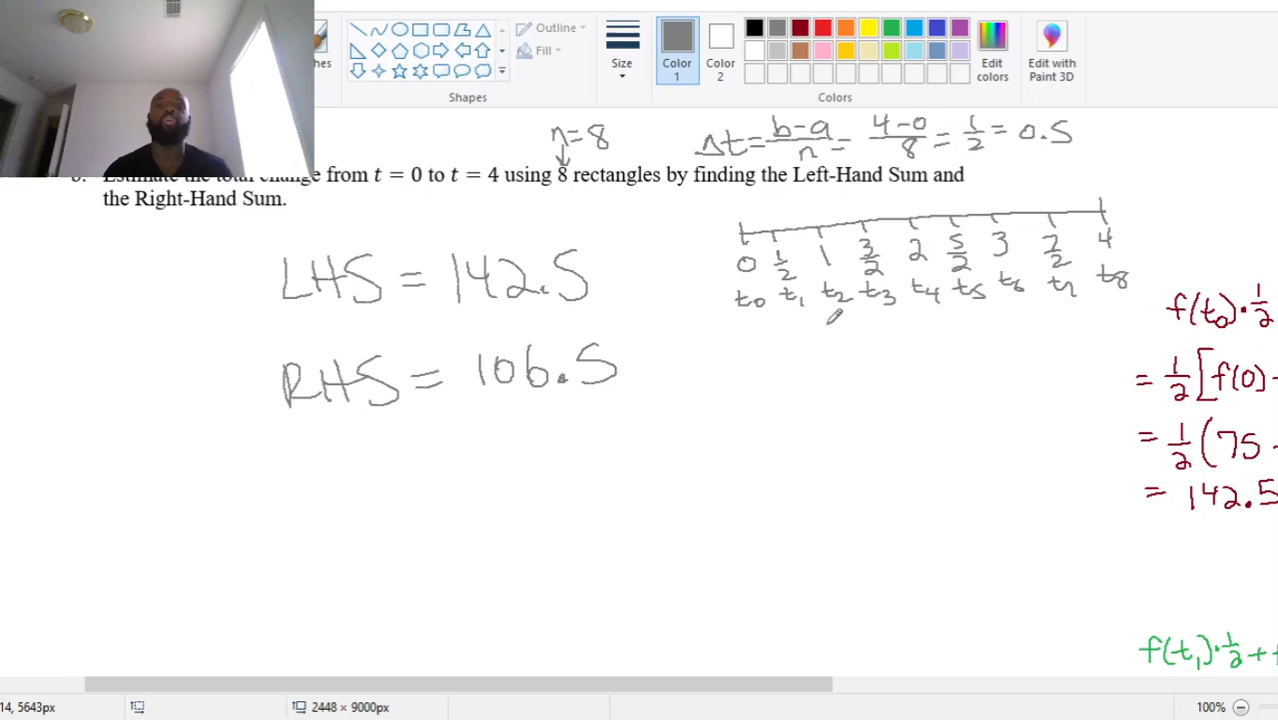 Outline
Fill
hes
Size
Color 1
Color 2
Edit colors
Edit with Paint 3D
Shapes
Colors
n=8
Δt = b-a/n = 4-0/8 = 1/2 = 0.5
Estimate the total change from t = 0 to t = 4 using 8 rectangles by finding the Left-Hand Sum and
the Right-Hand Sum.
LHS = 142.5
RHS = 106.5
0 1/2 1 3/2 2 5/2 3 7/2 4
t0 t1 t2 t3 t4 t5 t6 t7 t8
f(t0)·1/2
= 1/2[f(0)
= 1/2(75
= 142.5
f(t1)·1/2+
14, 5643px
2448 × 9000px
100%